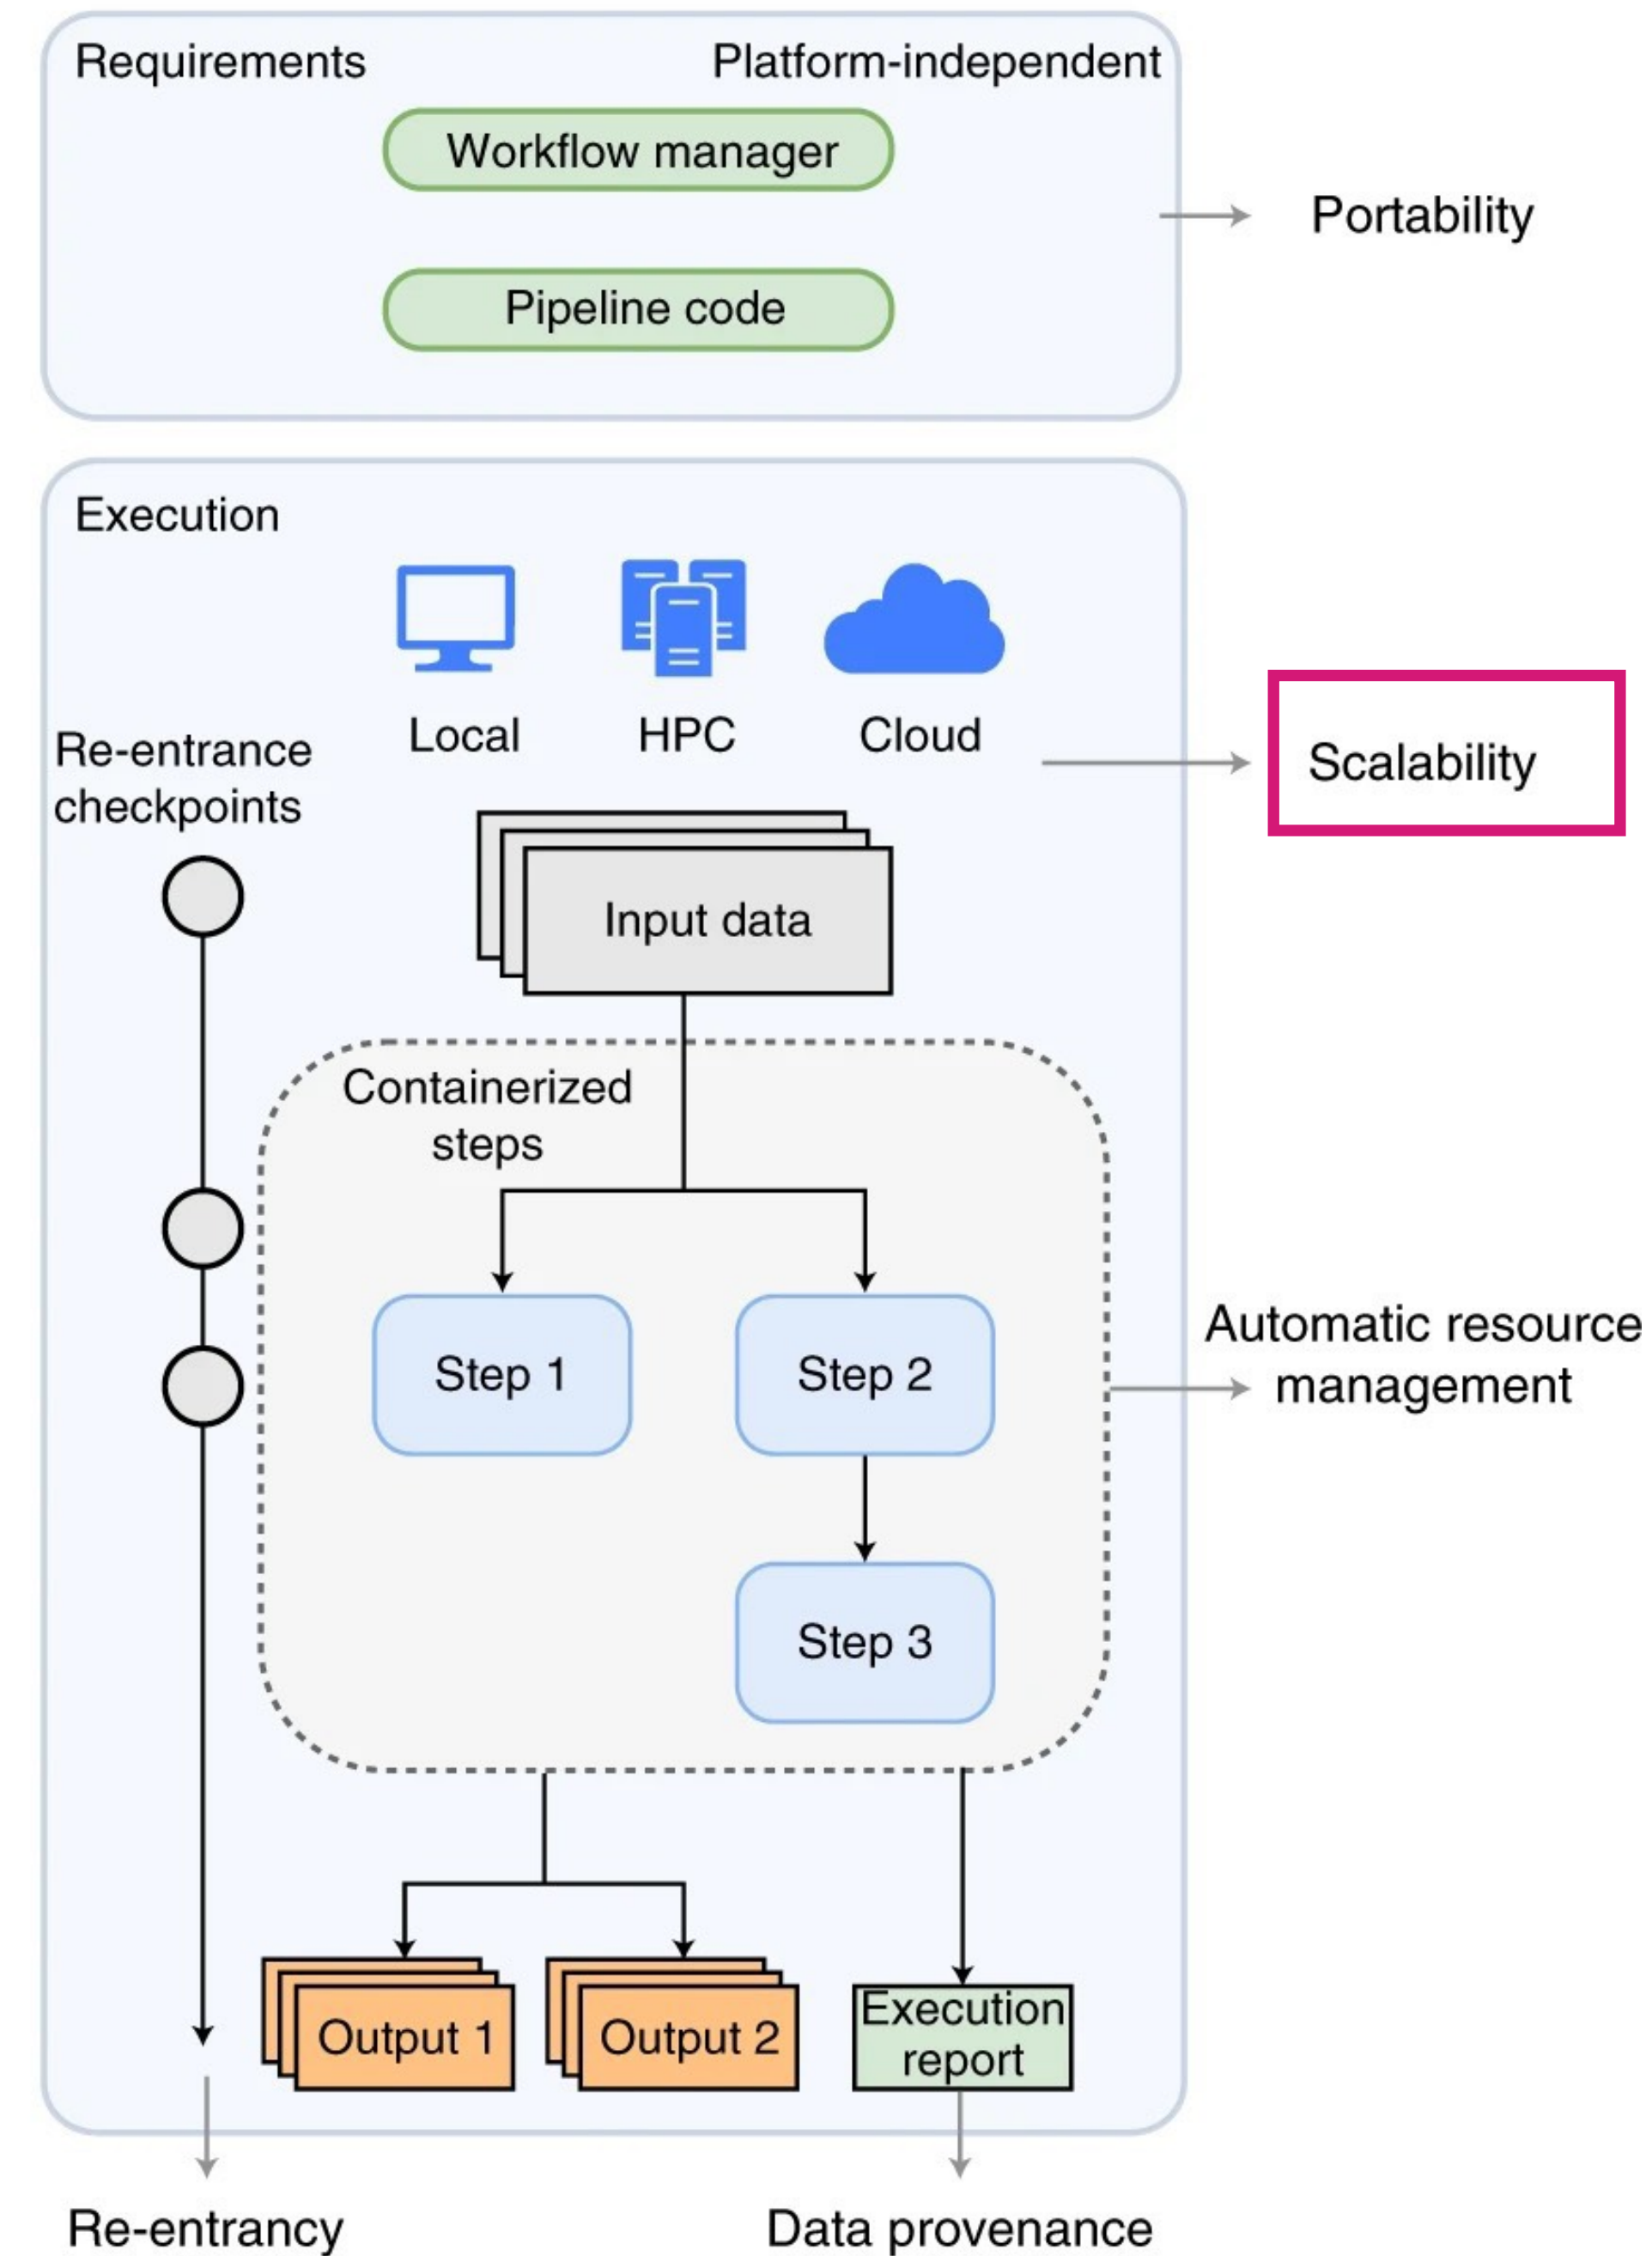 Requirements
Platform-independent
Workflow manager
Portability
Pipeline code
Execution
Local
HPC
Cloud
Re-entrance
checkpoints
Scalability
Input data
Containerized
steps
Step 1
Step 2
Automatic resource
management
Step 3
Output 1
Output 2
Execution
report
Re-entrancy
Data provenance